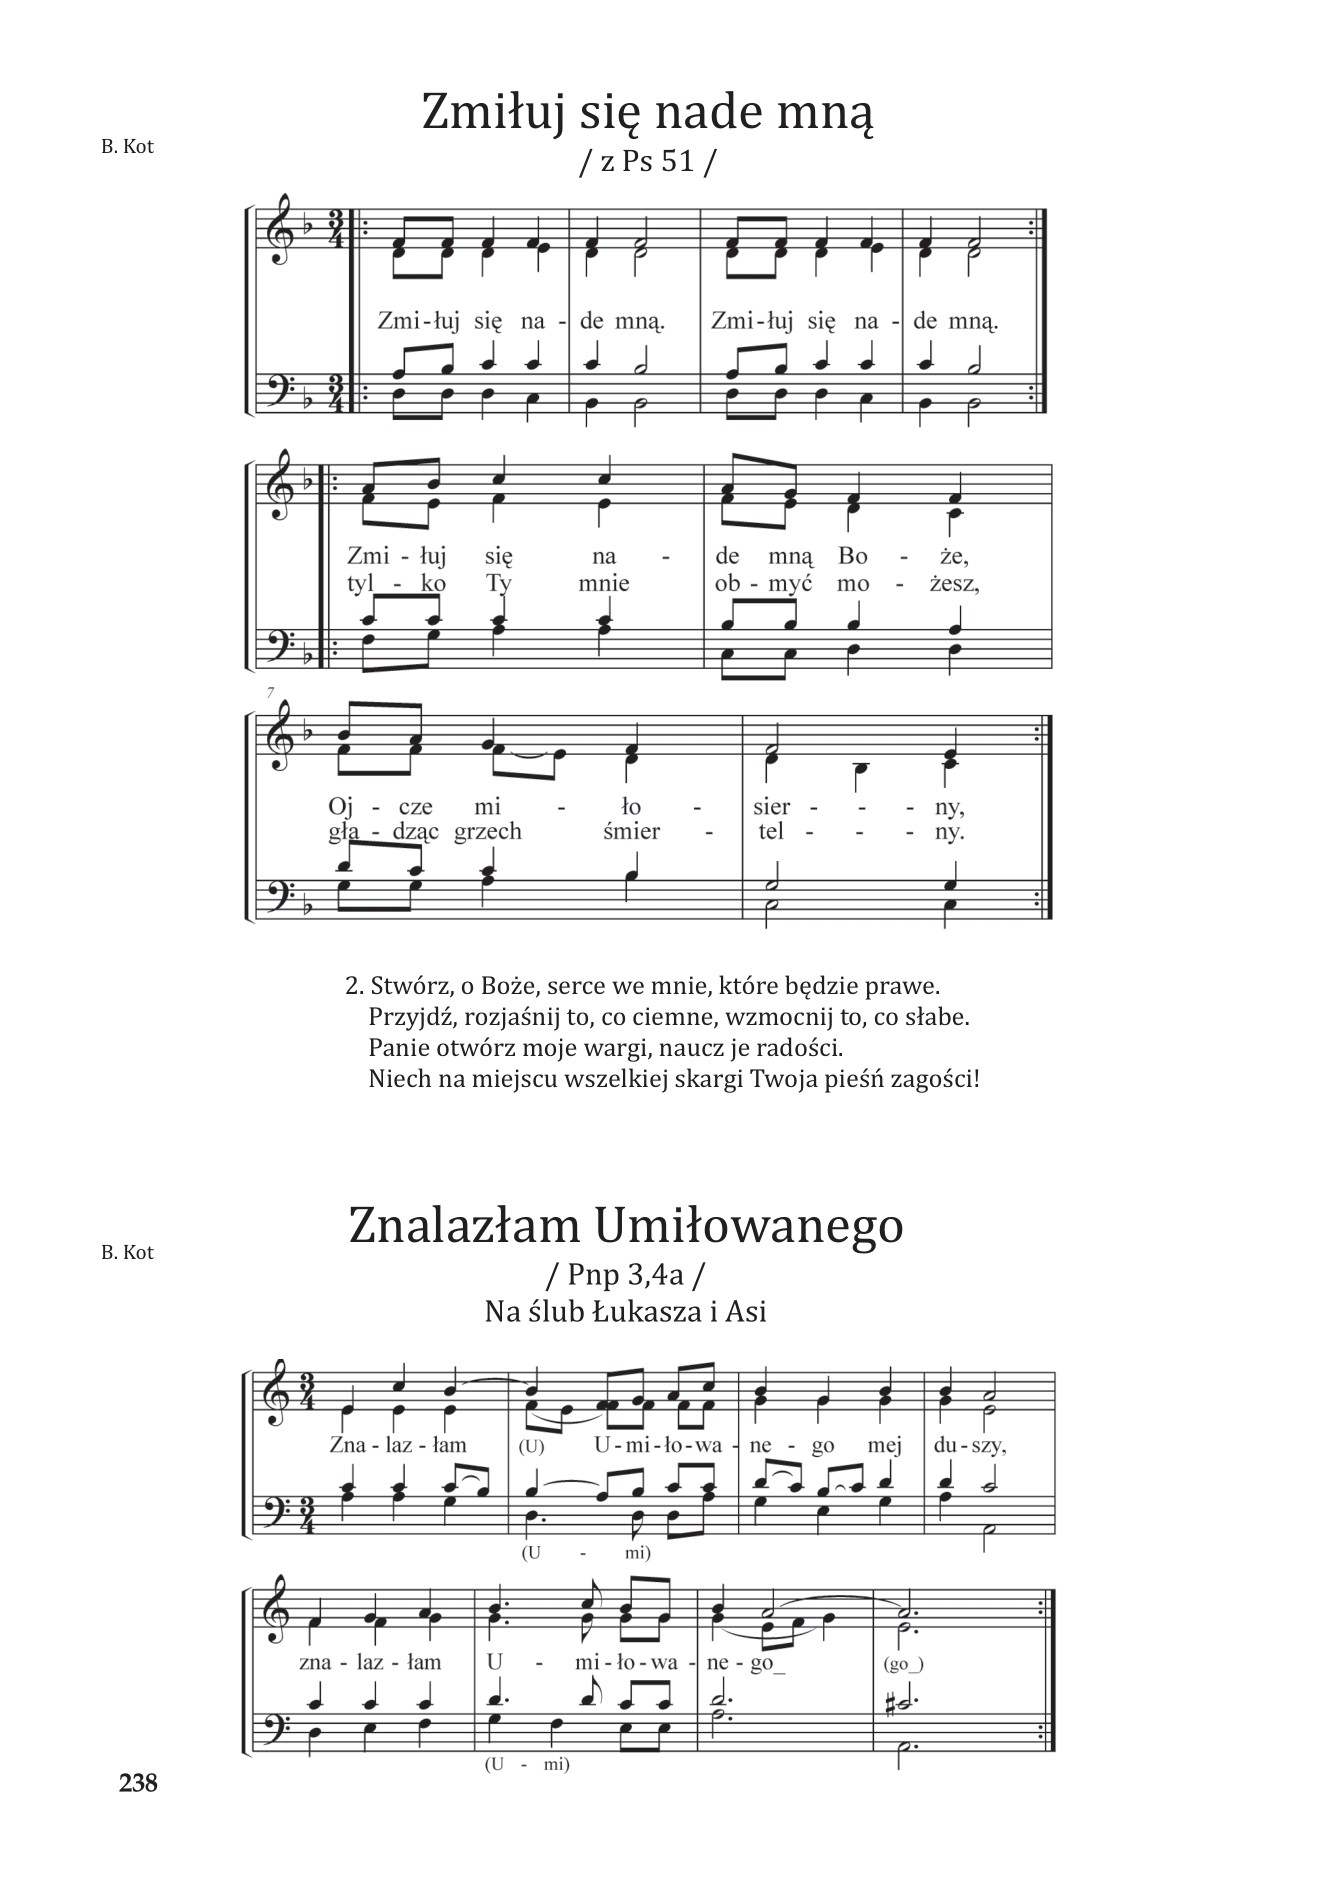 Zmiłuj się nade mną
B. Kot
/ z Ps 51 /
Zmi-łuj się na - de mną. Zmi-łuj się na - de mną.
Zmi - łuj się na - de mną Bo - że,
tyl - ko Ty mnie ob - myć mo - żesz,
7
Oj - cze mi - ło - sier - - - ny,
gła - dząc grzech śmier - tel - - - ny.
2. Stwórz, o Boże, serce we mnie, które będzie prawe.
Przyjdź, rozjaśnij to, co ciemne, wzmocnij to, co słabe.
Panie otwórz moje wargi, naucz je radości.
Niech na miejscu wszelkiej skargi Twoja pieśń zagości!
Znalazłam Umiłowanego
B. Kot
/ Pnp 3,4a /
Na ślub Łukasza i Asi
Zna - laz - łam (U) U - mi - ło - wa - ne - go mej du - szy,
(U - mi)
zna - laz - łam U - mi - ło - wa - ne - go_ (go_)
(U - mi)
238